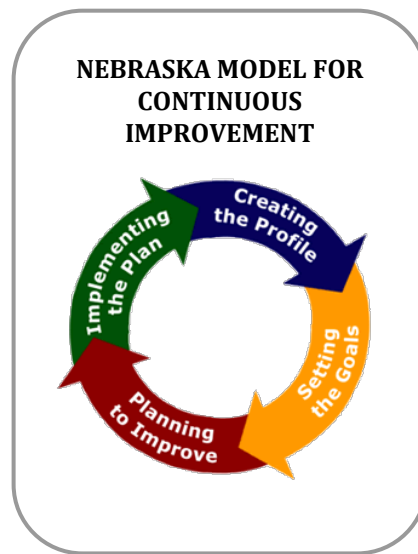 NEBRASKA MODEL FOR
CONTINUOUS
IMPROVEMENT
Creating
the Profile
Setting
the Goals
Planning
to Improve
Implementing
the Plan